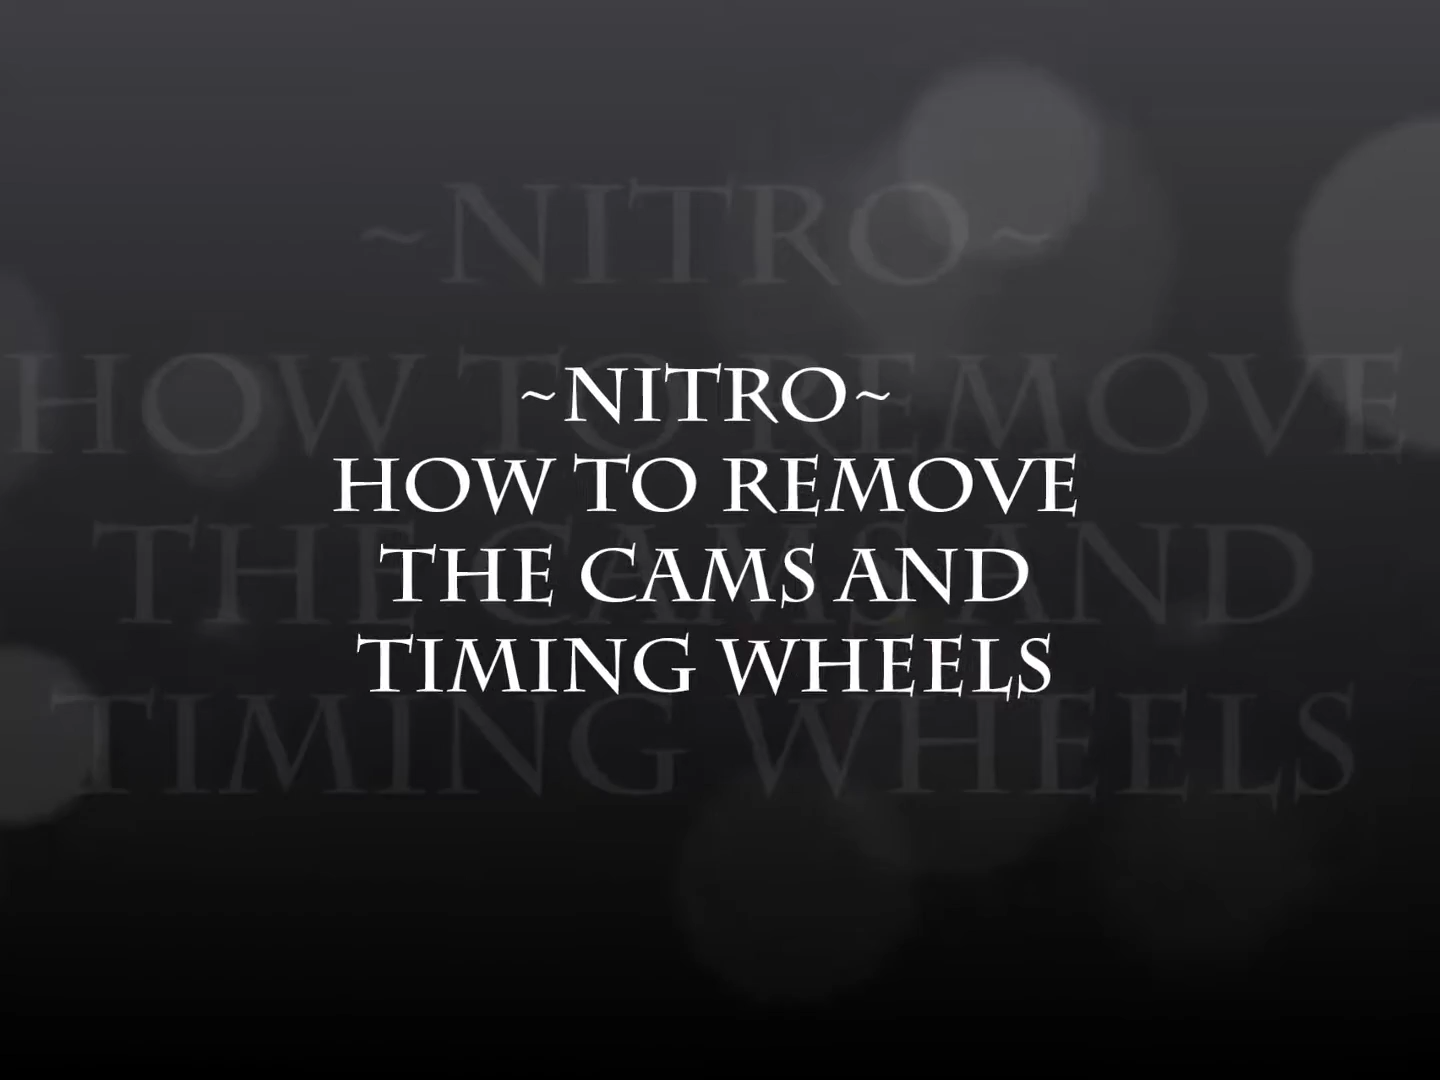 ~NITRO~
HOW TO REMOVE
THE CAMS AND
TIMING WHEELS